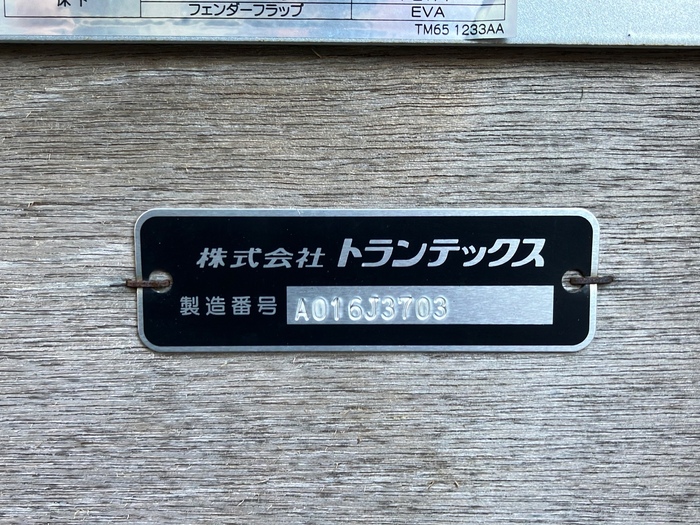 床下
フェンダーフラップ
EVA
TM65 1233AA
株式会社 トランテックス
製造番号 A016J3703